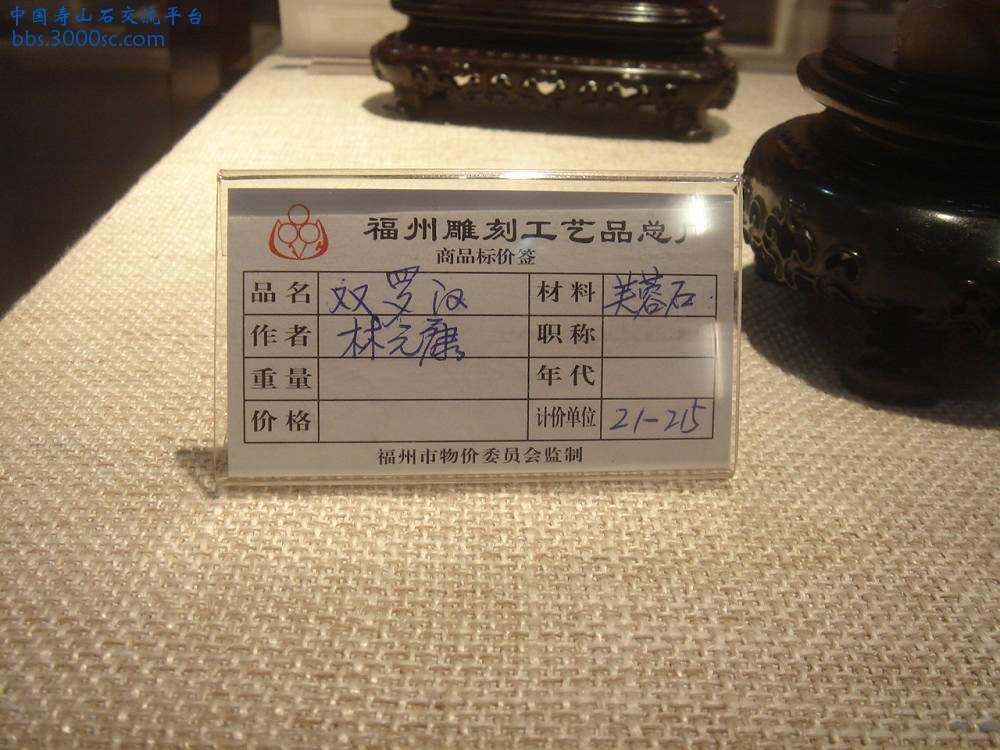 中国寿山石交流平台
bbs.3000sc.com
福州雕刻工艺品总厂
商品标价签
品名 双罗汉 材料 芙蓉石
作者 林元康 职称
重量 年代
价格 计价单位 21-215
福州市物价委员会监制